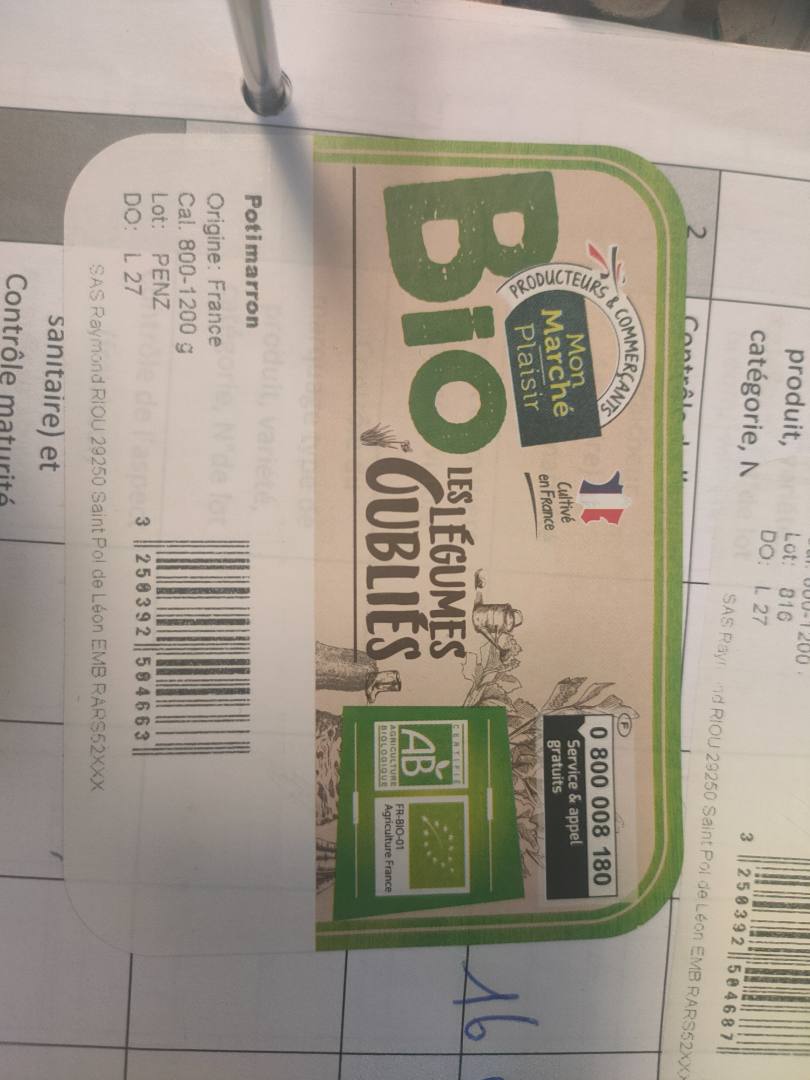 produit,
catégorie, N
Lot: 816
DO: L 27
SAS Ray
nd RIOU 29250 Saint Pol de Léon EMB RARS52XXX
3 250392 504687
2
PRODUCTEURS & COMMERÇANTS
Mon
Marché
Plaisir
Cultivé
en France
BIO
LES LÉGUMES
OUBLIÉS
0 800 008 180
Service & appel
gratuits
F
CERTIFIÉ
AB
AGRICULTURE
BIOLOGIQUE
FR-BIO-01
Agriculture France
Potimarron
Origine: France
Cal. 800-1200 g
Lot: PENZ
DO: L 27
3 250392 504663
SAS Raymond RIOU 29250 Saint Pol de Léon EMB RARS52XXX
sanitaire) et
Contrôle maturité
16